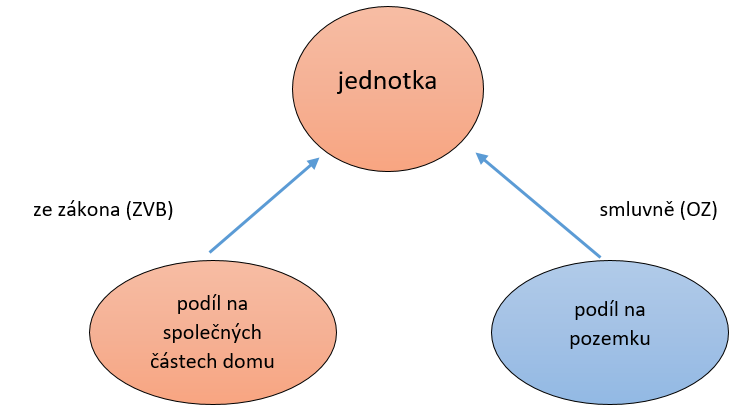 jednotka
ze zákona (ZVB)
smluvně (OZ)
podíl na
společných
částech domu
podíl na
pozemku